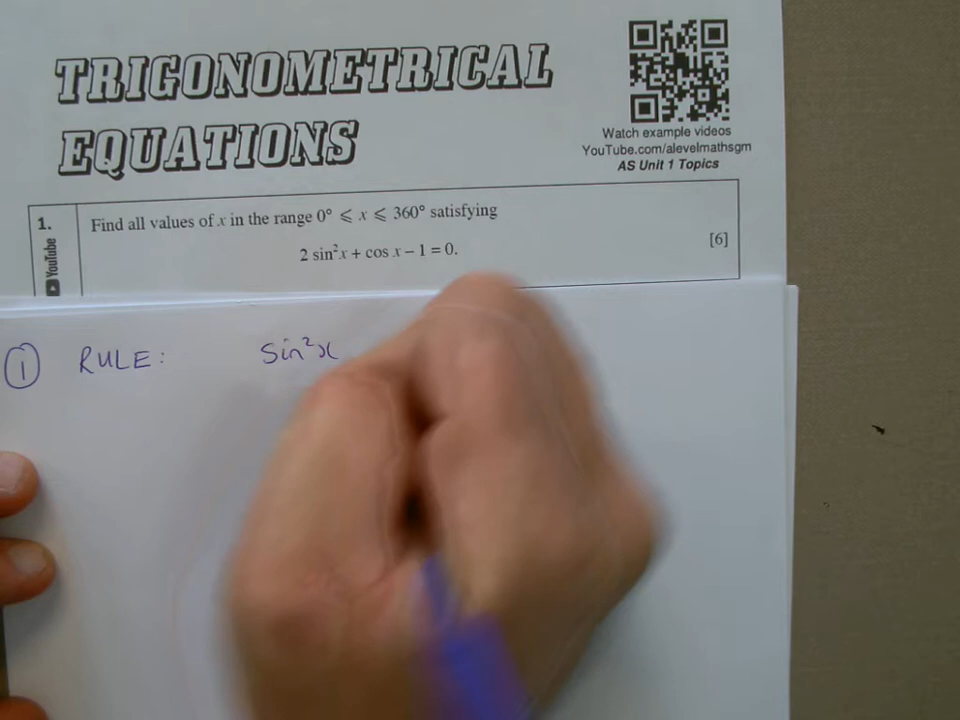 TRIGONOMETRICAL
EQUATIONS
Watch example videos
YouTube.com/alevelmathsgm
AS Unit 1 Topics
1.
YouTube
Find all values of x in the range 0° ⩽ x ⩽ 360° satisfying
2 sin²x + cos x − 1 = 0.
[6]
① RULE: sin²x